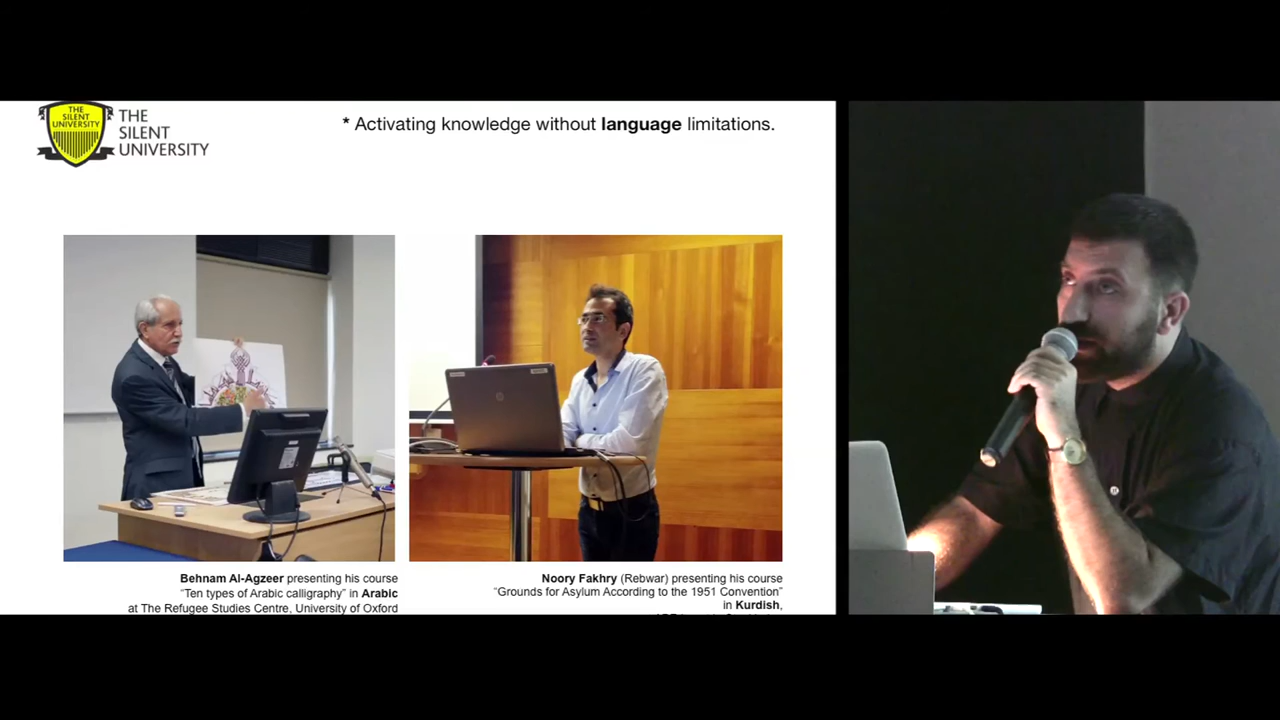 THE
SILENT
UNIVERSITY
THE
SILENT
UNIVERSITY
* Activating knowledge without language limitations.
Behnam Al-Agzeer presenting his course
“Ten types of Arabic calligraphy” in Arabic
at The Refugee Studies Centre, University of Oxford
Noory Fakhry (Rebwar) presenting his course
“Grounds for Asylum According to the 1951 Convention”
in Kurdish,